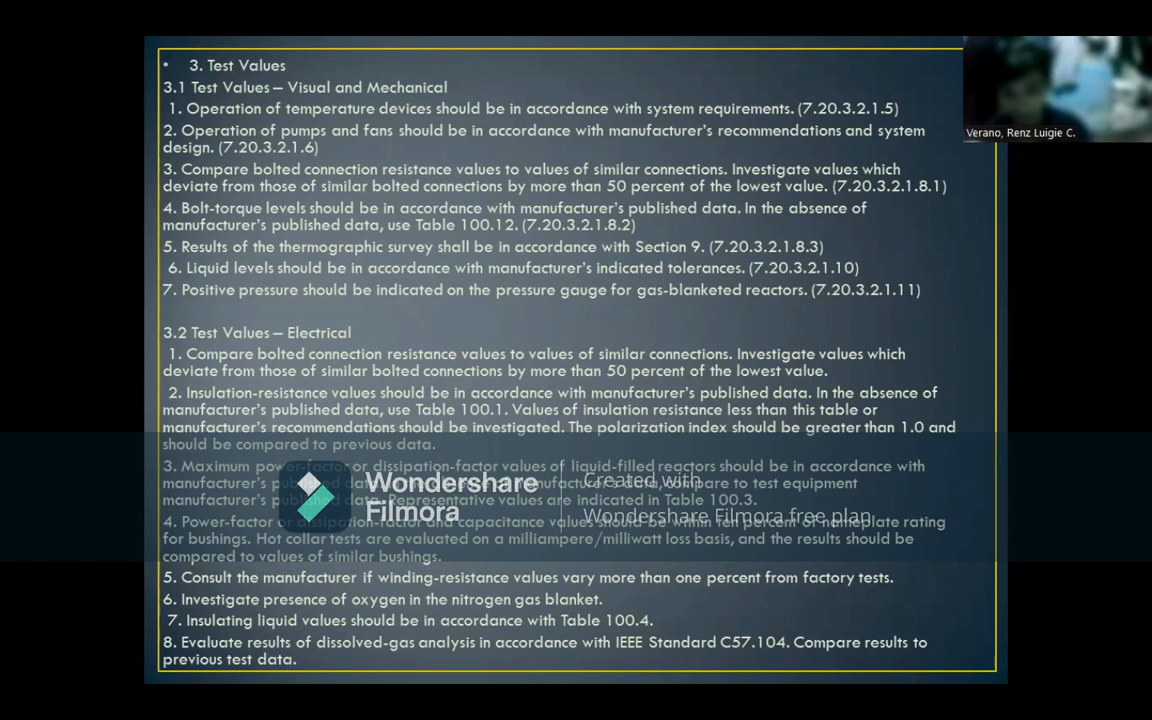 • 3. Test Values
3.1 Test Values – Visual and Mechanical
1. Operation of temperature devices should be in accordance with system requirements. (7.20.3.2.1.5)
2. Operation of pumps and fans should be in accordance with manufacturer's recommendations and system
design. (7.20.3.2.1.6)
3. Compare bolted connection resistance values to values of similar connections. Investigate values which
deviate from those of similar bolted connections by more than 50 percent of the lowest value. (7.20.3.2.1.8.1)
4. Bolt-torque levels should be in accordance with manufacturer's published data. In the absence of
manufacturer's published data, use Table 100.12. (7.20.3.2.1.8.2)
5. Results of the thermographic survey shall be in accordance with Section 9. (7.20.3.2.1.8.3)
6. Liquid levels should be in accordance with manufacturer's indicated tolerances. (7.20.3.2.1.10)
7. Positive pressure should be indicated on the pressure gauge for gas-blanketed reactors. (7.20.3.2.1.11)
3.2 Test Values – Electrical
1. Compare bolted connection resistance values to values of similar connections. Investigate values which
deviate from those of similar bolted connections by more than 50 percent of the lowest value.
2. Insulation-resistance values should be in accordance with manufacturer's published data. In the absence of
manufacturer's published data, use Table 100.1. Values of insulation resistance less than this table or
manufacturer's recommendations should be investigated. The polarization index should be greater than 1.0 and
should be compared to previous data.
3. Maximum power-factor or dissipation-factor values of liquid-filled reactors should be in accordance with
manufacturer's published data. manufacturer's data, compare to test equipment
manufacturer's published data. Representative values are indicated in Table 100.3.
4. Power-factor or dissipation-factor and capacitance values should be within ten percent of nameplate rating
for bushings. Hot collar tests are evaluated on a milliampere/milliwatt loss basis, and the results should be
compared to values of similar bushings.
5. Consult the manufacturer if winding-resistance values vary more than one percent from factory tests.
6. Investigate presence of oxygen in the nitrogen gas blanket.
7. Insulating liquid values should be in accordance with Table 100.4.
8. Evaluate results of dissolved-gas analysis in accordance with IEEE Standard C57.104. Compare results to
previous test data.
Verano, Renz Luigie C.
Wondershare
Filmora
Created with
Wondershare Filmora free plan